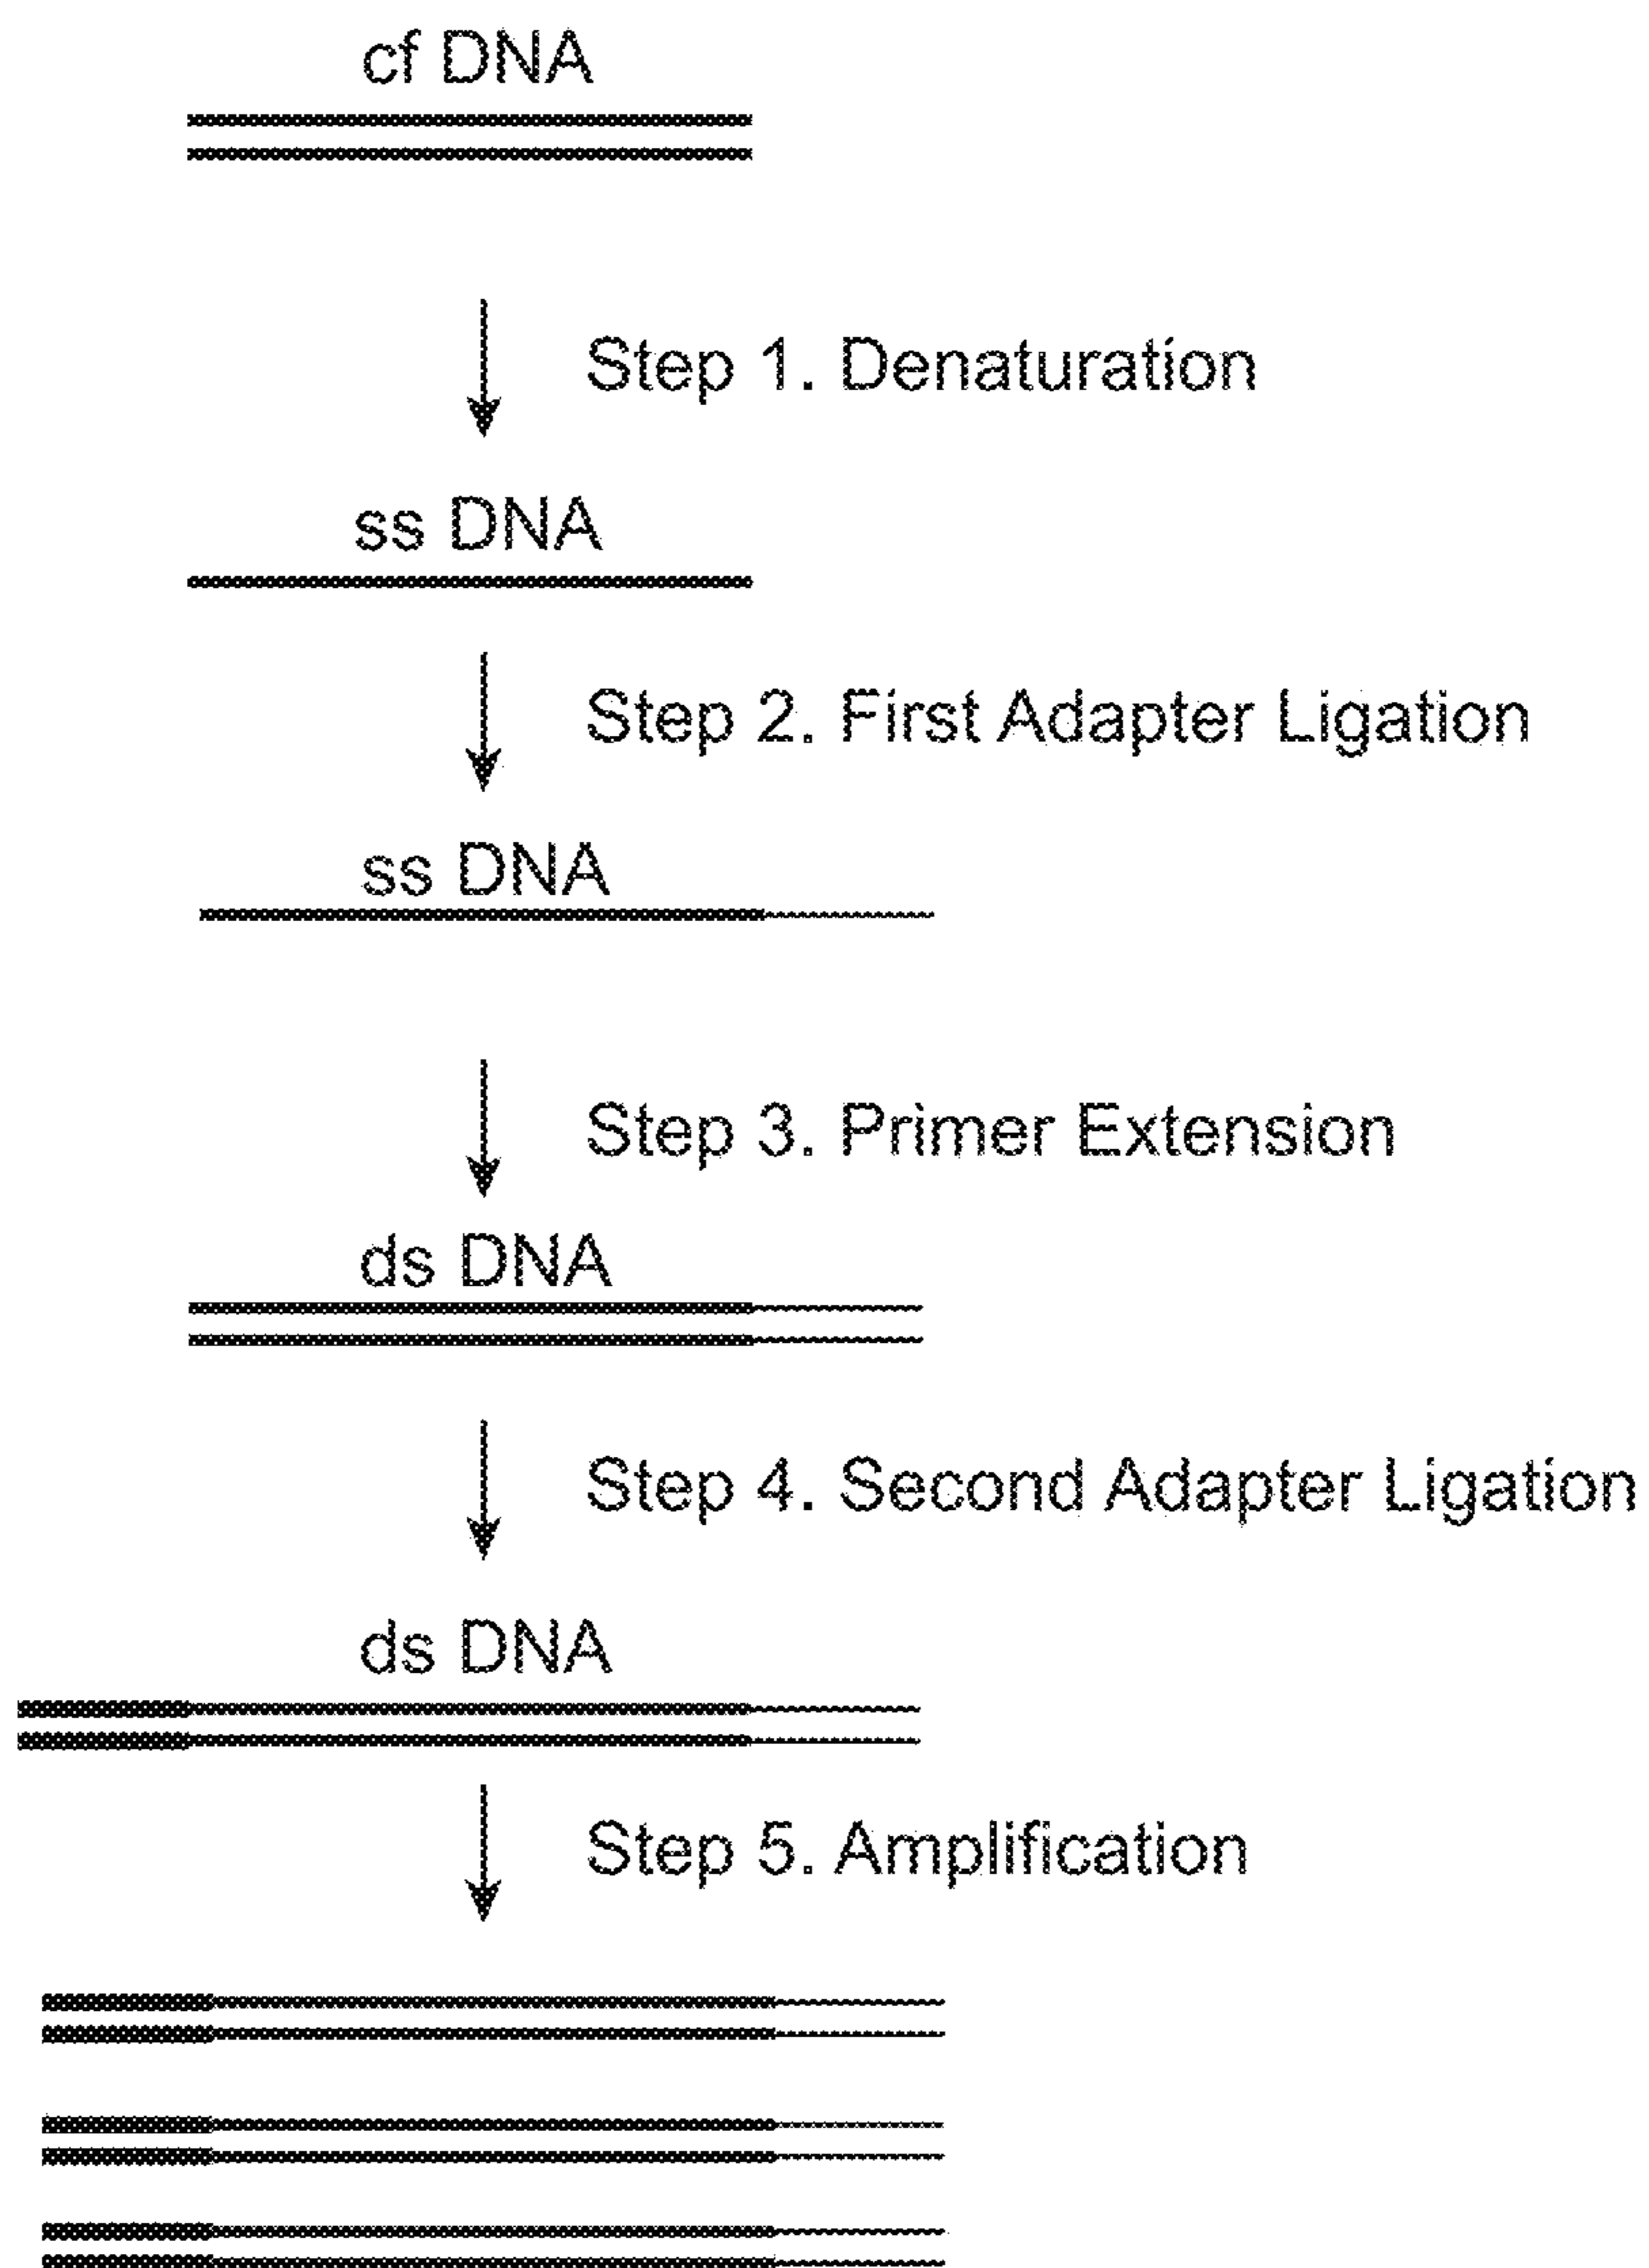 cf DNA
Step 1. Denaturation
ss DNA
Step 2. First Adapter Ligation
ss DNA
Step 3. Primer Extension
ds DNA
Step 4. Second Adapter Ligation
ds DNA
Step 5. Amplification